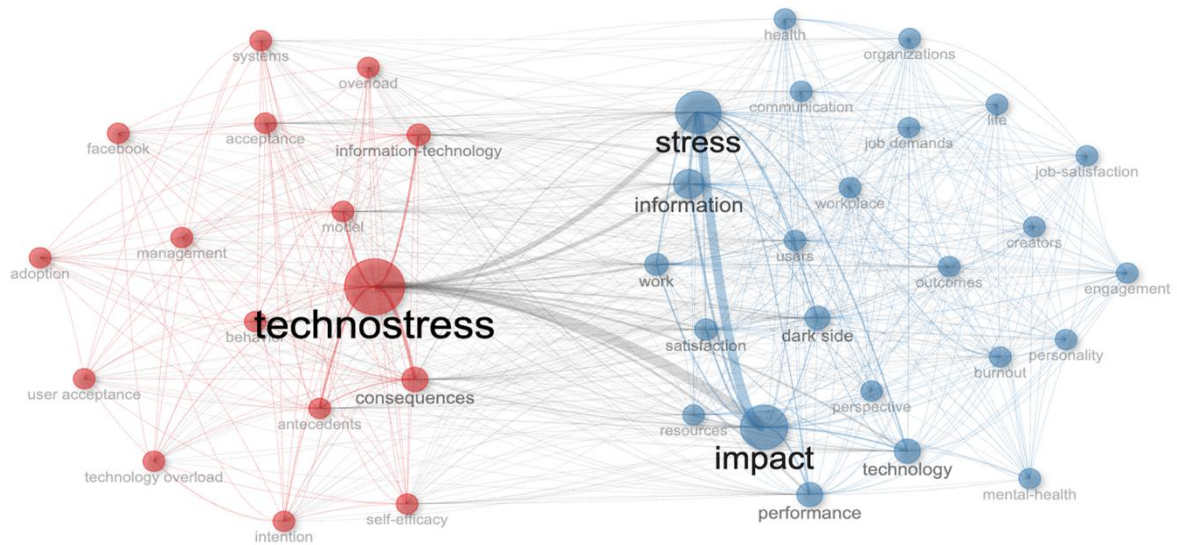 health
systems
organizations
overload
communication
life
acceptance
stress
job demands
facebook
information-technology
job-satisfaction
information
workplace
model
management
users
creators
adoption
work
outcomes
engagement
technostress
behavior
satisfaction
dark side
personality
burnout
user acceptance
consequences
perspective
antecedents
resources
impact
technology
technology overload
mental-health
performance
self-efficacy
intention